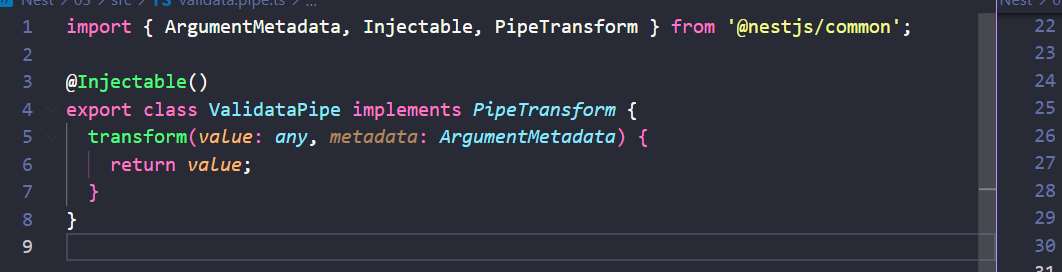 Nest > 03 > src > TS validata.pipe.ts > ...
1 import { ArgumentMetadata, Injectable, PipeTransform } from '@nestjs/common';
2
3 @Injectable()
4 export class ValidataPipe implements PipeTransform {
5 transform(value: any, metadata: ArgumentMetadata) {
6 return value;
7 }
8 }
9
Nest
22
23
24
25
26
27
28
29
30